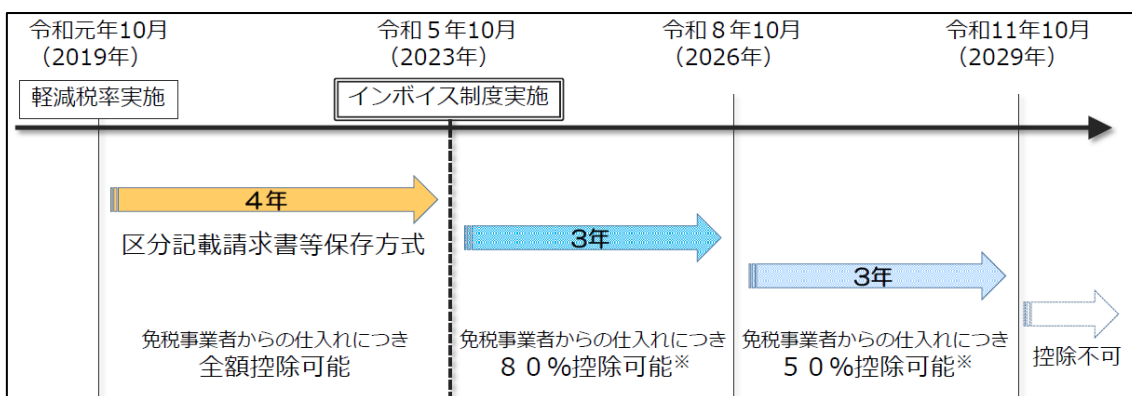 令和元年10月
(2019年)
令和５年10月
(2023年)
令和８年10月
(2026年)
令和11年10月
(2029年)
軽減税率実施
インボイス制度実施
４年
区分記載請求書等保存方式
３年
３年
免税事業者からの仕入れにつき
全額控除可能
免税事業者からの仕入れにつき
８０％控除可能※
免税事業者からの仕入れにつき
５０％控除可能※
控除不可